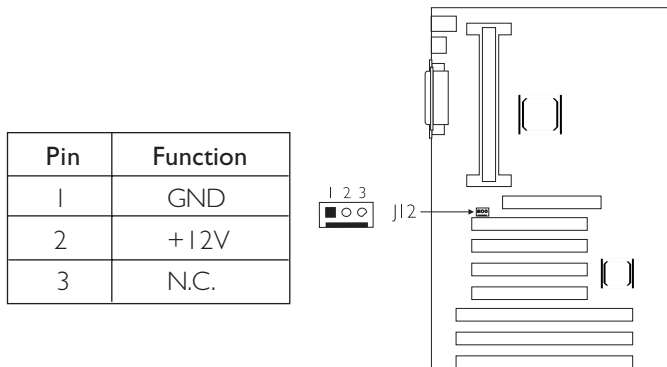 Pin Function
1 GND
2 +12V
3 N.C.
1 2 3
J12